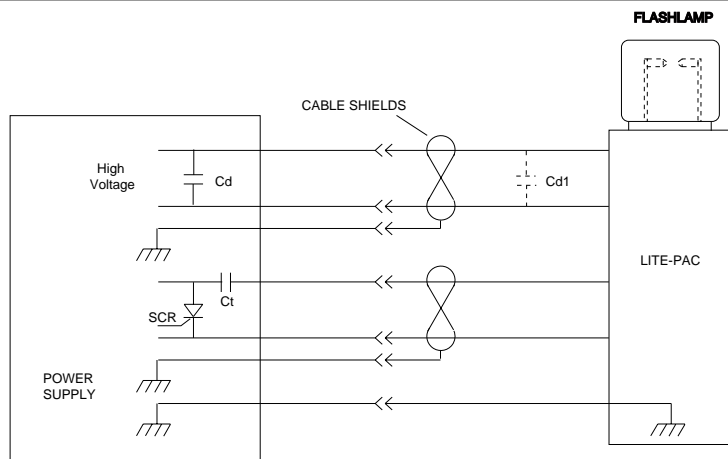 FLASHLAMP
CABLE SHIELDS
High
Voltage
Cd
Cd1
LITE-PAC
Ct
SCR
POWER
SUPPLY